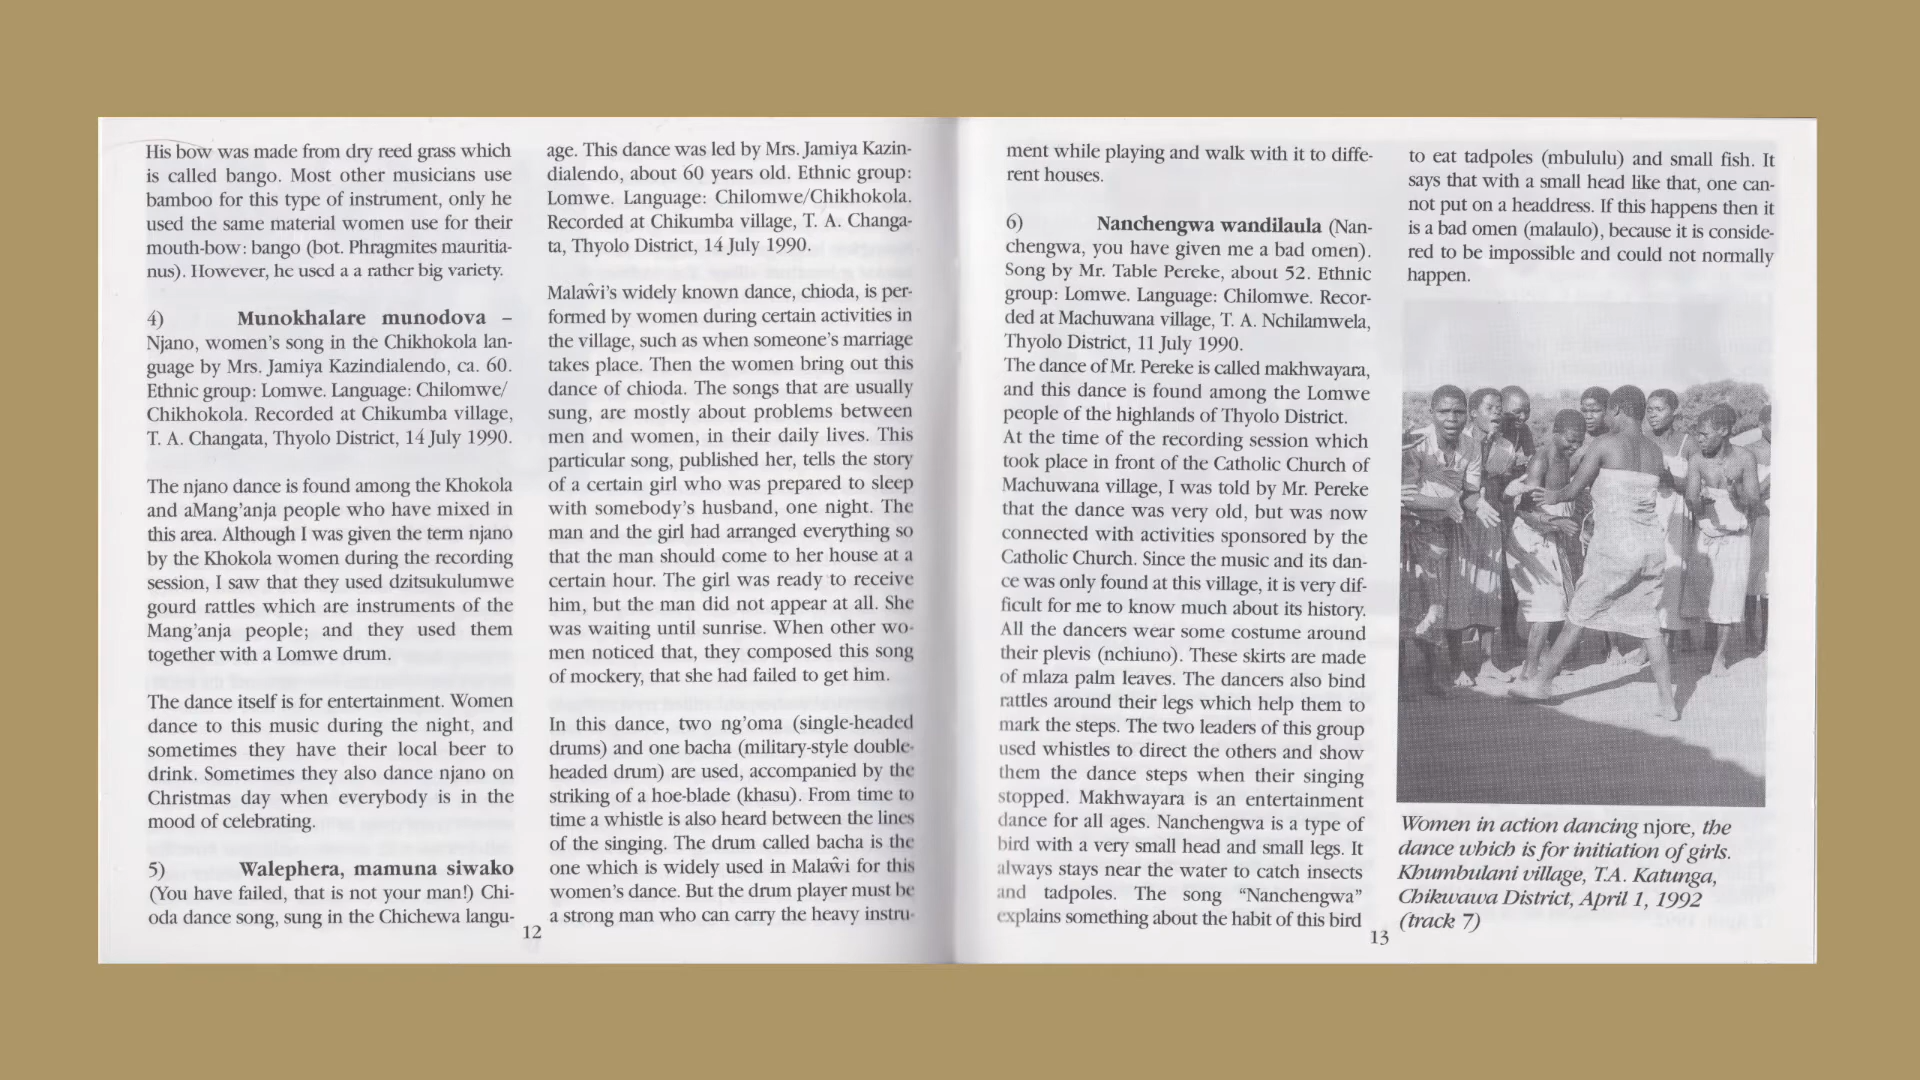 His bow was made from dry reed grass which
is called bango. Most other musicians use
bamboo for this type of instrument, only he
used the same material women use for their
mouth-bow: bango (bot. Phragmites mauritia-
nus). However, he used a a rather big variety.
4) Munokhalare munodova –
Njano, women's song in the Chikhokola lan-
guage by Mrs. Jamiya Kazindialendo, ca. 60.
Ethnic group: Lomwe. Language: Chilomwe/
Chikhokola. Recorded at Chikumba village,
T. A. Changata, Thyolo District, 14 July 1990.
The njano dance is found among the Khokola
and aMang'anja people who have mixed in
this area. Although I was given the term njano
by the Khokola women during the recording
session, I saw that they used dzitsukulumwe
gourd rattles which are instruments of the
Mang'anja people; and they used them
together with a Lomwe drum.
The dance itself is for entertainment. Women
dance to this music during the night, and
sometimes they have their local beer to
drink. Sometimes they also dance njano on
Christmas day when everybody is in the
mood of celebrating.
5) Walephera, mamuna siwako
(You have failed, that is not your man!) Chi-
oda dance song, sung in the Chichewa langu-
age. This dance was led by Mrs. Jamiya Kazin-
dialendo, about 60 years old. Ethnic group:
Lomwe. Language: Chilomwe/Chikhokola.
Recorded at Chikumba village, T. A. Changa-
ta, Thyolo District, 14 July 1990.
Malaŵi's widely known dance, chioda, is per-
formed by women during certain activities in
the village, such as when someone's marriage
takes place. Then the women bring out this
dance of chioda. The songs that are usually
sung, are mostly about problems between
men and women, in their daily lives. This
particular song, published her, tells the story
of a certain girl who was prepared to sleep
with somebody's husband, one night. The
man and the girl had arranged everything so
that the man should come to her house at a
certain hour. The girl was ready to receive
him, but the man did not appear at all. She
was waiting until sunrise. When other wo-
men noticed that, they composed this song
of mockery, that she had failed to get him.
In this dance, two ng'oma (single-headed
drums) and one bacha (military-style double-
headed drum) are used, accompanied by the
striking of a hoe-blade (khasu). From time to
time a whistle is also heard between the lines
of the singing. The drum called bacha is the
one which is widely used in Malaŵi for this
women's dance. But the drum player must be
a strong man who can carry the heavy instru-
12
ment while playing and walk with it to diffe-
rent houses.
6) Nanchengwa wandilaula (Nan-
chengwa, you have given me a bad omen).
Song by Mr. Table Pereke, about 52. Ethnic
group: Lomwe. Language: Chilomwe. Recor-
ded at Machuwana village, T. A. Nchilamwela,
Thyolo District, 11 July 1990.
The dance of Mr. Pereke is called makhwayara,
and this dance is found among the Lomwe
people of the highlands of Thyolo District.
At the time of the recording session which
took place in front of the Catholic Church of
Machuwana village, I was told by Mr. Pereke
that the dance was very old, but was now
connected with activities sponsored by the
Catholic Church. Since the music and its dan-
ce was only found at this village, it is very dif-
ficult for me to know much about its history.
All the dancers wear some costume around
their plevis (nchiuno). These skirts are made
of mlaza palm leaves. The dancers also bind
rattles around their legs which help them to
mark the steps. The two leaders of this group
used whistles to direct the others and show
them the dance steps when their singing
stopped. Makhwayara is an entertainment
dance for all ages. Nanchengwa is a type of
bird with a very small head and small legs. It
always stays near the water to catch insects
and tadpoles. The song “Nanchengwa”
explains something about the habit of this bird
to eat tadpoles (mbululu) and small fish. It
says that with a small head like that, one can-
not put on a headdress. If this happens then it
is a bad omen (malaulo), because it is conside-
red to be impossible and could not normally
happen.
Women in action dancing njore, the
dance which is for initiation of girls.
Khumbulani village, T.A. Katunga,
Chikwawa District, April 1, 1992
(track 7)
13